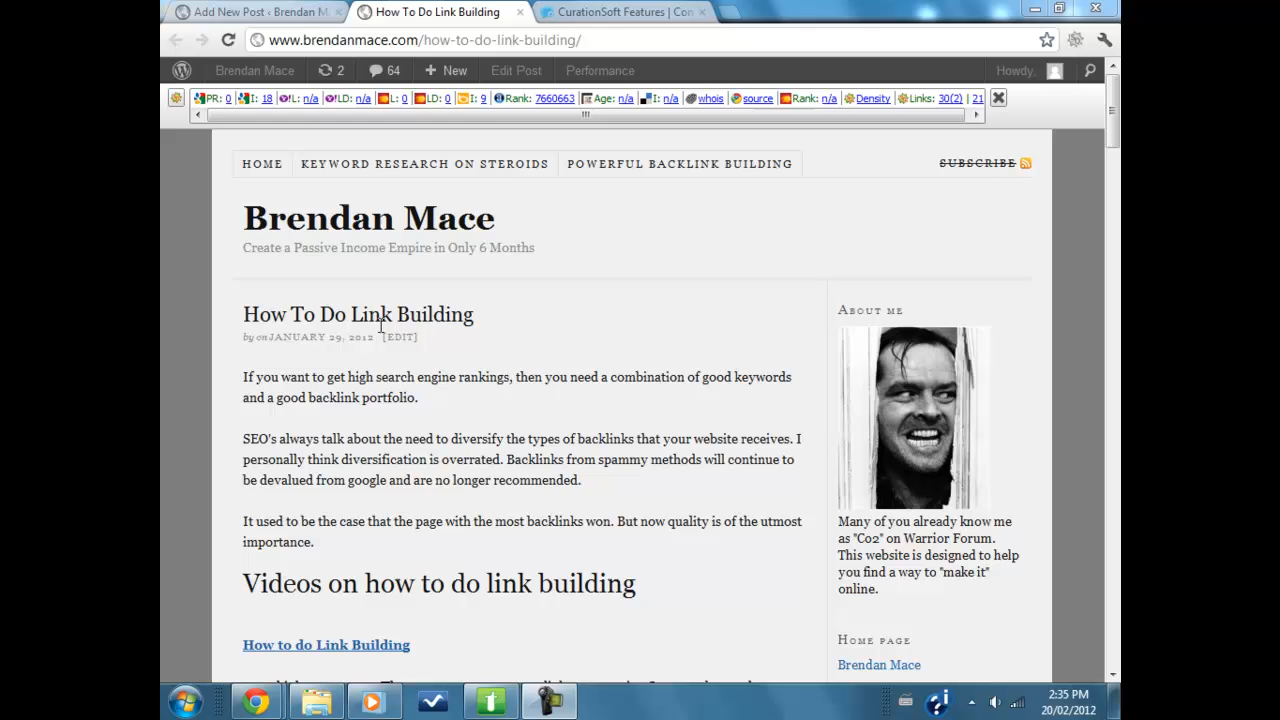 Add New Post ‹ Brendan M
How To Do Link Building
CurationSoft Features | Con
www.brendanmace.com/how-to-do-link-building/
Brendan Mace
2
64
New
Edit Post
Performance
Howdy,
PR: 0
I: 18
L: n/a
LD: n/a
L: 0
LD: 0
I: 9
Rank: 7660663
Age: n/a
I: n/a
whois
source
Rank: n/a
Density
Links: 30(2) | 21
HOME
KEYWORD RESEARCH ON STEROIDS
POWERFUL BACKLINK BUILDING
SUBSCRIBE
Brendan Mace
Create a Passive Income Empire in Only 6 Months
How To Do Link Building
by on JANUARY 29, 2012 [EDIT]
If you want to get high search engine rankings, then you need a combination of good keywords
and a good backlink portfolio.
SEO's always talk about the need to diversify the types of backlinks that your website receives. I
personally think diversification is overrated. Backlinks from spammy methods will continue to
be devalued from google and are no longer recommended.
It used to be the case that the page with the most backlinks won. But now quality is of the utmost
importance.
Videos on how to do link building
How to do Link Building
ABOUT ME
Many of you already know me
as "Co2" on Warrior Forum.
This website is designed to help
you find a way to "make it"
online.
HOME PAGE
Brendan Mace
2:35 PM
20/02/2012